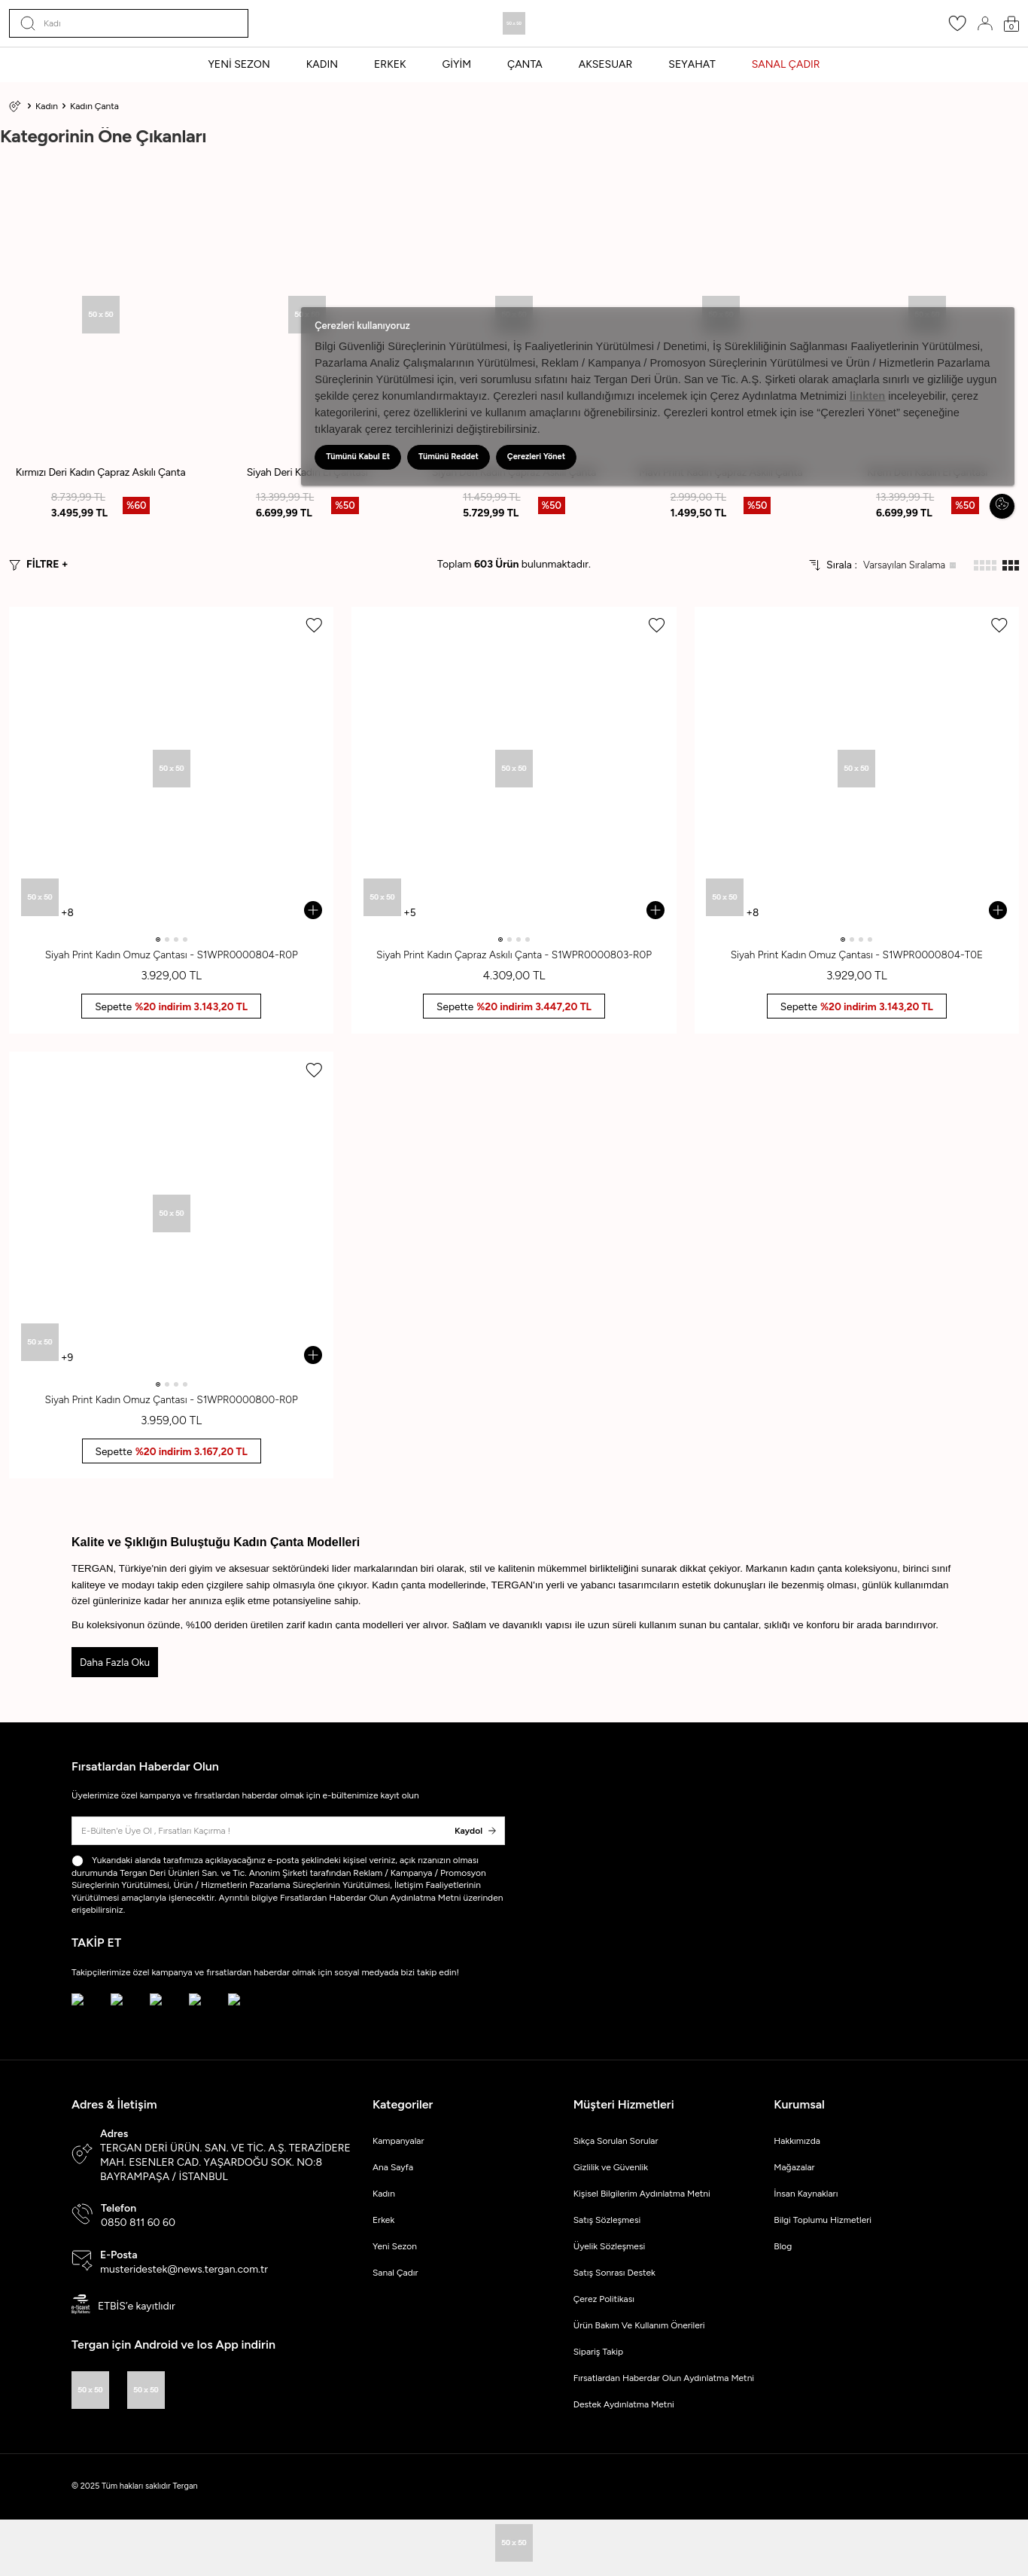 Kadı
50 x 50
0
YENİ SEZON KADIN ERKEK GİYİM ÇANTA AKSESUAR SEYAHAT SANAL ÇADIR
Kadın Kadın Çanta
Kategorinin Öne Çıkanları
50 x 50
Çerezleri kullanıyoruz
Bilgi Güvenliği Süreçlerinin Yürütülmesi, İş Faaliyetlerinin Yürütülmesi / Denetimi, İş Sürekliliğinin Sağlanması Faaliyetlerinin Yürütülmesi,
Pazarlama Analiz Çalışmalarının Yürütülmesi, Reklam / Kampanya / Promosyon Süreçlerinin Yürütülmesi ve Ürün / Hizmetlerin Pazarlama
Süreçlerinin Yürütülmesi için, veri sorumlusu sıfatını haiz Tergan Deri Ürün. San ve Tic. A.Ş. Şirketi olarak amaçlarla sınırlı ve gizliliğe uygun
şekilde çerez konumlandırmaktayız. Çerezleri nasıl kullandığımızı incelemek için Çerez Aydınlatma Metnimizi linkten inceleyebilir, çerez
kategorilerini, çerez özelliklerini ve kullanım amaçlarını öğrenebilirsiniz. Çerezleri kontrol etmek için ise “Çerezleri Yönet” seçeneğine
tıklayarak çerez tercihlerinizi değiştirebilirsiniz.
Tümünü Kabul Et Tümünü Reddet Çerezleri Yönet
Kırmızı Deri Kadın Çapraz Askılı Çanta
Siyah Deri
8.739,99 TL 13.399,99 TL 11.459,99 TL 2.999,00 TL 13.399,99 TL
%60 %50 %50 %50 %50
3.495,99 TL 6.699,99 TL 5.729,99 TL 1.499,50 TL 6.699,99 TL
FİLTRE +
Toplam 603 Ürün bulunmaktadır.
Sırala : Varsayılan Sıralama
50 x 50 50 x 50 50 x 50
50 x 50 +8 50 x 50 +5 50 x 50 +8
Siyah Print Kadın Omuz Çantası - S1WPR0000804-R0P
3.929,00 TL
Sepette %20 indirim 3.143,20 TL
Siyah Print Kadın Çapraz Askılı Çanta - S1WPR0000803-R0P
4.309,00 TL
Sepette %20 indirim 3.447,20 TL
Siyah Print Kadın Omuz Çantası - S1WPR0000804-T0E
3.929,00 TL
Sepette %20 indirim 3.143,20 TL
50 x 50
50 x 50 +9
Siyah Print Kadın Omuz Çantası - S1WPR0000800-R0P
3.959,00 TL
Sepette %20 indirim 3.167,20 TL
Kalite ve Şıklığın Buluştuğu Kadın Çanta Modelleri
TERGAN, Türkiye'nin deri giyim ve aksesuar sektöründeki lider markalarından biri olarak, stil ve kalitenin mükemmel birlikteliğini sunarak dikkat çekiyor. Markanın kadın çanta koleksiyonu, birinci sınıf
kaliteye ve modayı takip eden çizgilere sahip olmasıyla öne çıkıyor. Kadın çanta modellerinde, TERGAN'ın yerli ve yabancı tasarımcıların estetik dokunuşları ile bezenmiş olması, günlük kullanımdan
özel günlerinize kadar her anınıza eşlik etme potansiyeline sahip.
Bu koleksiyonun özünde, %100 deriden üretilen zarif kadın çanta modelleri yer alıyor. Sağlam ve dayanıklı yapısı ile uzun süreli kullanım sunan bu çantalar, şıklığı ve konforu bir arada barındırıyor.
Daha Fazla Oku
Fırsatlardan Haberdar Olun
Üyelerimize özel kampanya ve fırsatlardan haberdar olmak için e-bültenimize kayıt olun
E-Bülten'e Üye Ol , Fırsatları Kaçırma !
Kaydol
Yukarıdaki alanda tarafımıza açıklayacağınız e-posta şeklindeki kişisel veriniz, açık rızanızın olması
durumunda Tergan Deri Ürünleri San. ve Tic. Anonim Şirketi tarafından Reklam / Kampanya / Promosyon
Süreçlerinin Yürütülmesi, Ürün / Hizmetlerin Pazarlama Süreçlerinin Yürütülmesi, İletişim Faaliyetlerinin
Yürütülmesi amaçlarıyla işlenecektir. Ayrıntılı bilgiye Fırsatlardan Haberdar Olun Aydınlatma Metni üzerinden
erişebilirsiniz.
TAKİP ET
Takipçilerimize özel kampanya ve fırsatlardan haberdar olmak için sosyal medyada bizi takip edin!
Adres & İletişim
Adres
TERGAN DERİ ÜRÜN. SAN. VE TİC. A.Ş. TERAZİDERE
MAH. ESENLER CAD. YAŞARDOĞU SOK. NO:8
BAYRAMPAŞA / İSTANBUL
Telefon
0850 811 60 60
E-Posta
musteridestek@news.tergan.com.tr
ETBİS'e kayıtlıdır
Tergan için Android ve Ios App indirin
50 x 50 50 x 50
Kategoriler
Kampanyalar
Ana Sayfa
Kadın
Erkek
Yeni Sezon
Sanal Çadır
Müşteri Hizmetleri
Sıkça Sorulan Sorular
Gizlilik ve Güvenlik
Kişisel Bilgilerim Aydınlatma Metni
Satış Sözleşmesi
Üyelik Sözleşmesi
Satış Sonrası Destek
Çerez Politikası
Ürün Bakım Ve Kullanım Önerileri
Sipariş Takip
Fırsatlardan Haberdar Olun Aydınlatma Metni
Destek Aydınlatma Metni
Kurumsal
Hakkımızda
Mağazalar
İnsan Kaynakları
Bilgi Toplumu Hizmetleri
Blog
© 2025 Tüm hakları saklıdır Tergan
50 x 50